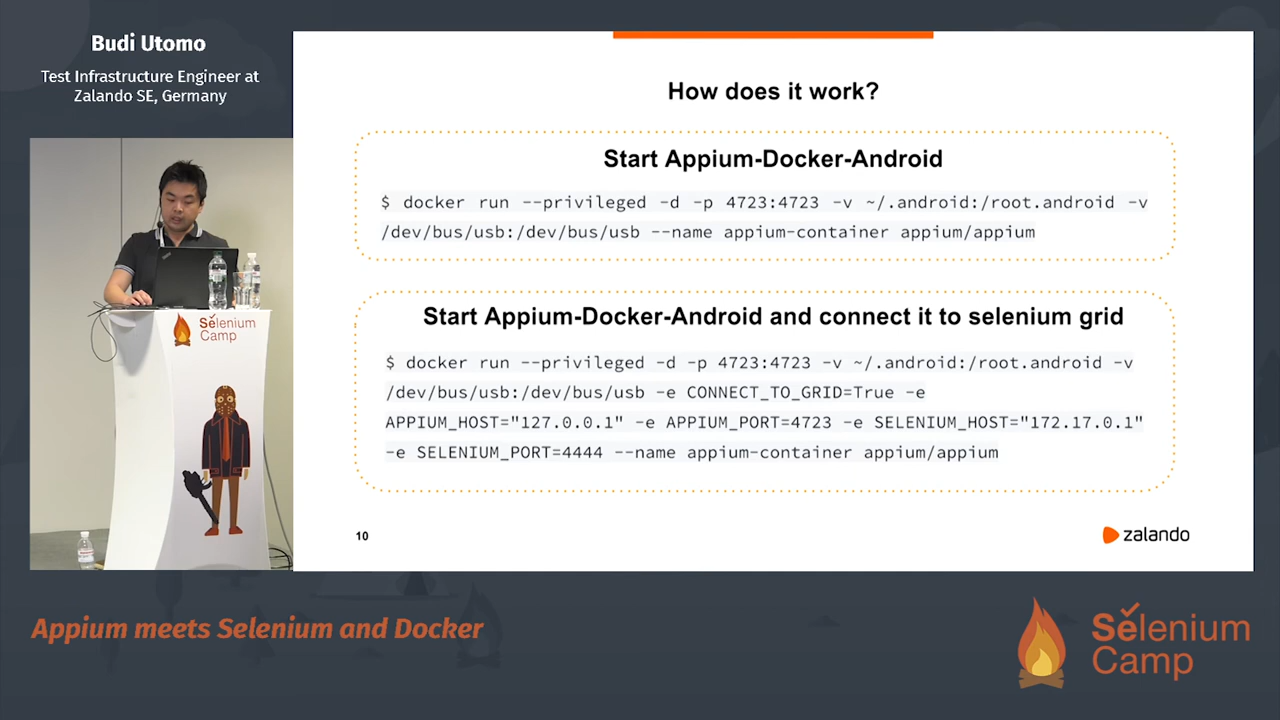 Budi Utomo
Test Infrastructure Engineer at
Zalando SE, Germany
How does it work?
Start Appium-Docker-Android
$ docker run --privileged -d -p 4723:4723 -v ~/.android:/root.android -v
/dev/bus/usb:/dev/bus/usb --name appium-container appium/appium
Start Appium-Docker-Android and connect it to selenium grid
$ docker run --privileged -d -p 4723:4723 -v ~/.android:/root.android -v
/dev/bus/usb:/dev/bus/usb -e CONNECT_TO_GRID=True -e
APPIUM_HOST="127.0.0.1" -e APPIUM_PORT=4723 -e SELENIUM_HOST="172.17.0.1"
-e SELENIUM_PORT=4444 --name appium-container appium/appium
10
zalando
Selenium
Camp
Appium meets Selenium and Docker
Selenium
Camp